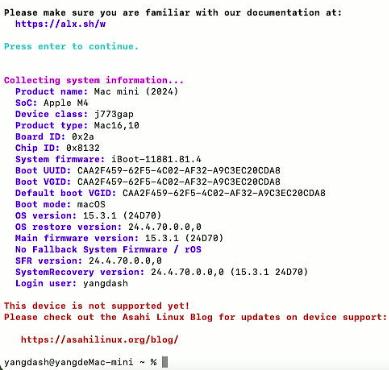 Please make sure you are familiar with our documentation at:
https://alx.sh/w
Press enter to continue.
Collecting system information...
Product name: Mac mini (2024)
SoC: Apple M4
Device class: j773gap
Product type: Mac16,10
Board ID: 0x2a
Chip ID: 0x8132
System firmware: iBoot-11881.81.4
Boot UUID: CAA2F459-62F5-4C02-AF32-A9C3EC20CDA8
Boot VGID: CAA2F459-62F5-4C02-AF32-A9C3EC20CDA8
Default boot VGID: CAA2F459-62F5-4C02-AF32-A9C3EC20CDA8
Boot mode: macOS
OS version: 15.3.1 (24D70)
OS restore version: 24.4.70.0.0,0
Main firmware version: 15.3.1 (24D70)
No Fallback System Firmware / rOS
SFR version: 24.4.70.0.0,0
SystemRecovery version: 24.4.70.0.0,0 (15.3.1 24D70)
Login user: yangdash
This device is not supported yet!
Please check out the Asahi Linux Blog for updates on device support:
https://asahilinux.org/blog/
yangdash@yangdeMac-mini ~ %